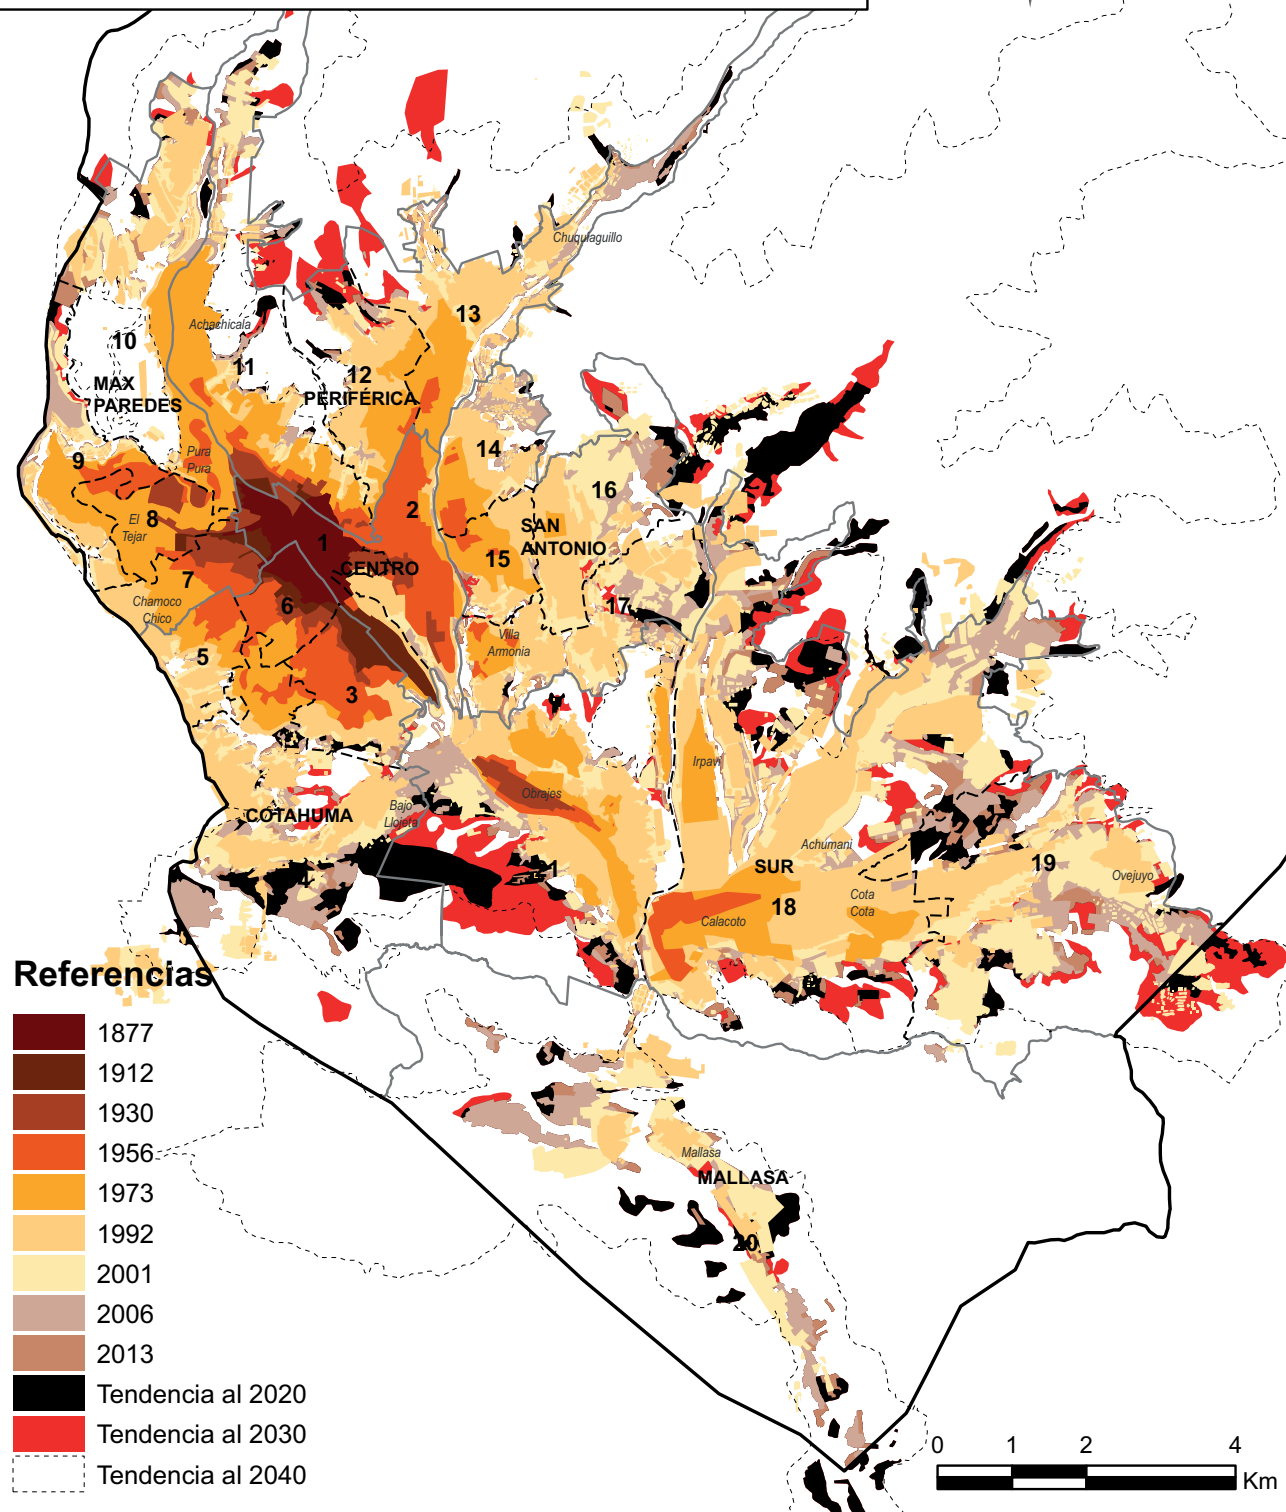 Chuquiaguillo
13
Achachicala
10
11
12
MAX
PAREDES
PERIFÉRICA
14
Pura
Pura
9
16
2
El
Tejar
8
SAN
ANTONIO
1
CENTRO
15
7
Chamoco
Chico
6
17
Villa
Armonia
5
3
Irpavi
Obrajes
COTAHUMA
Bajo
Llojeta
Achumani
SUR
19
4
21
Ovejuyo
Cota
Cota
18
Calacoto
Mallasa
MALLASA
20
Referencias
1877
1912
1930
1956
1973
1992
2001
2006
2013
Tendencia al 2020
Tendencia al 2030
Tendencia al 2040
0 1 2 4
Km